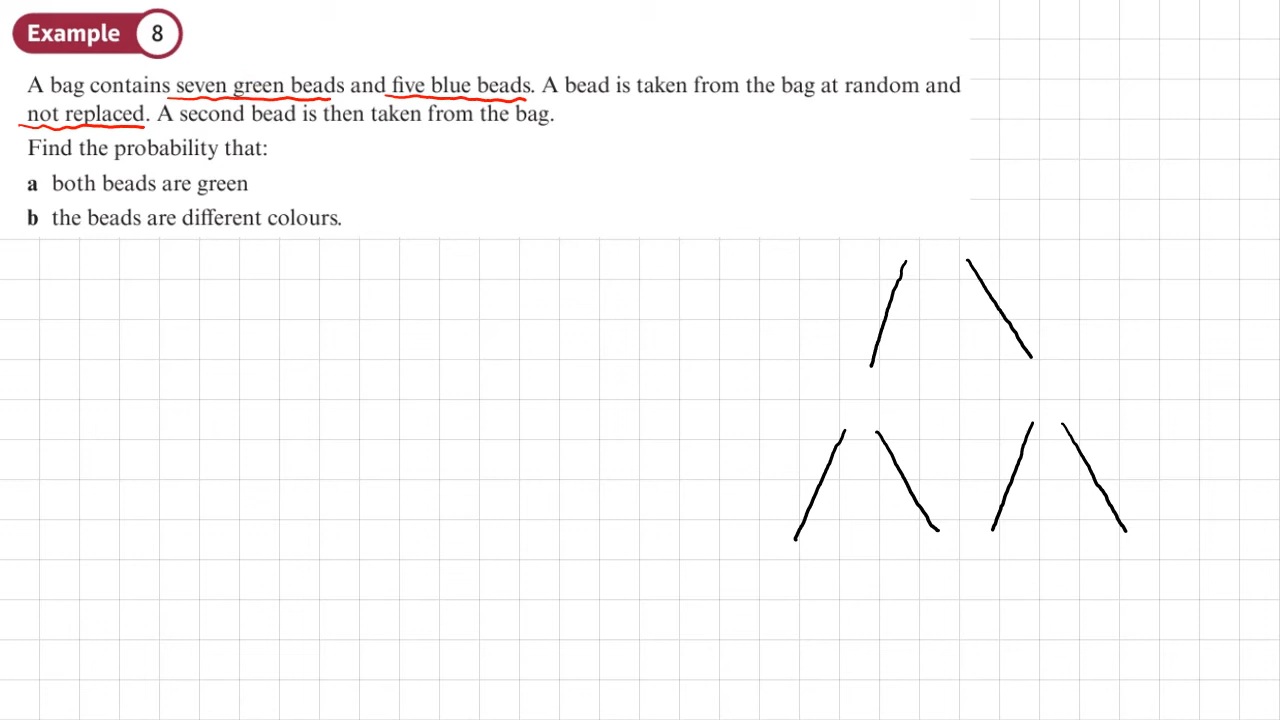 Example 8
A bag contains seven green beads and five blue beads. A bead is taken from the bag at random and
not replaced. A second bead is then taken from the bag.
Find the probability that:
a both beads are green
b the beads are different colours.